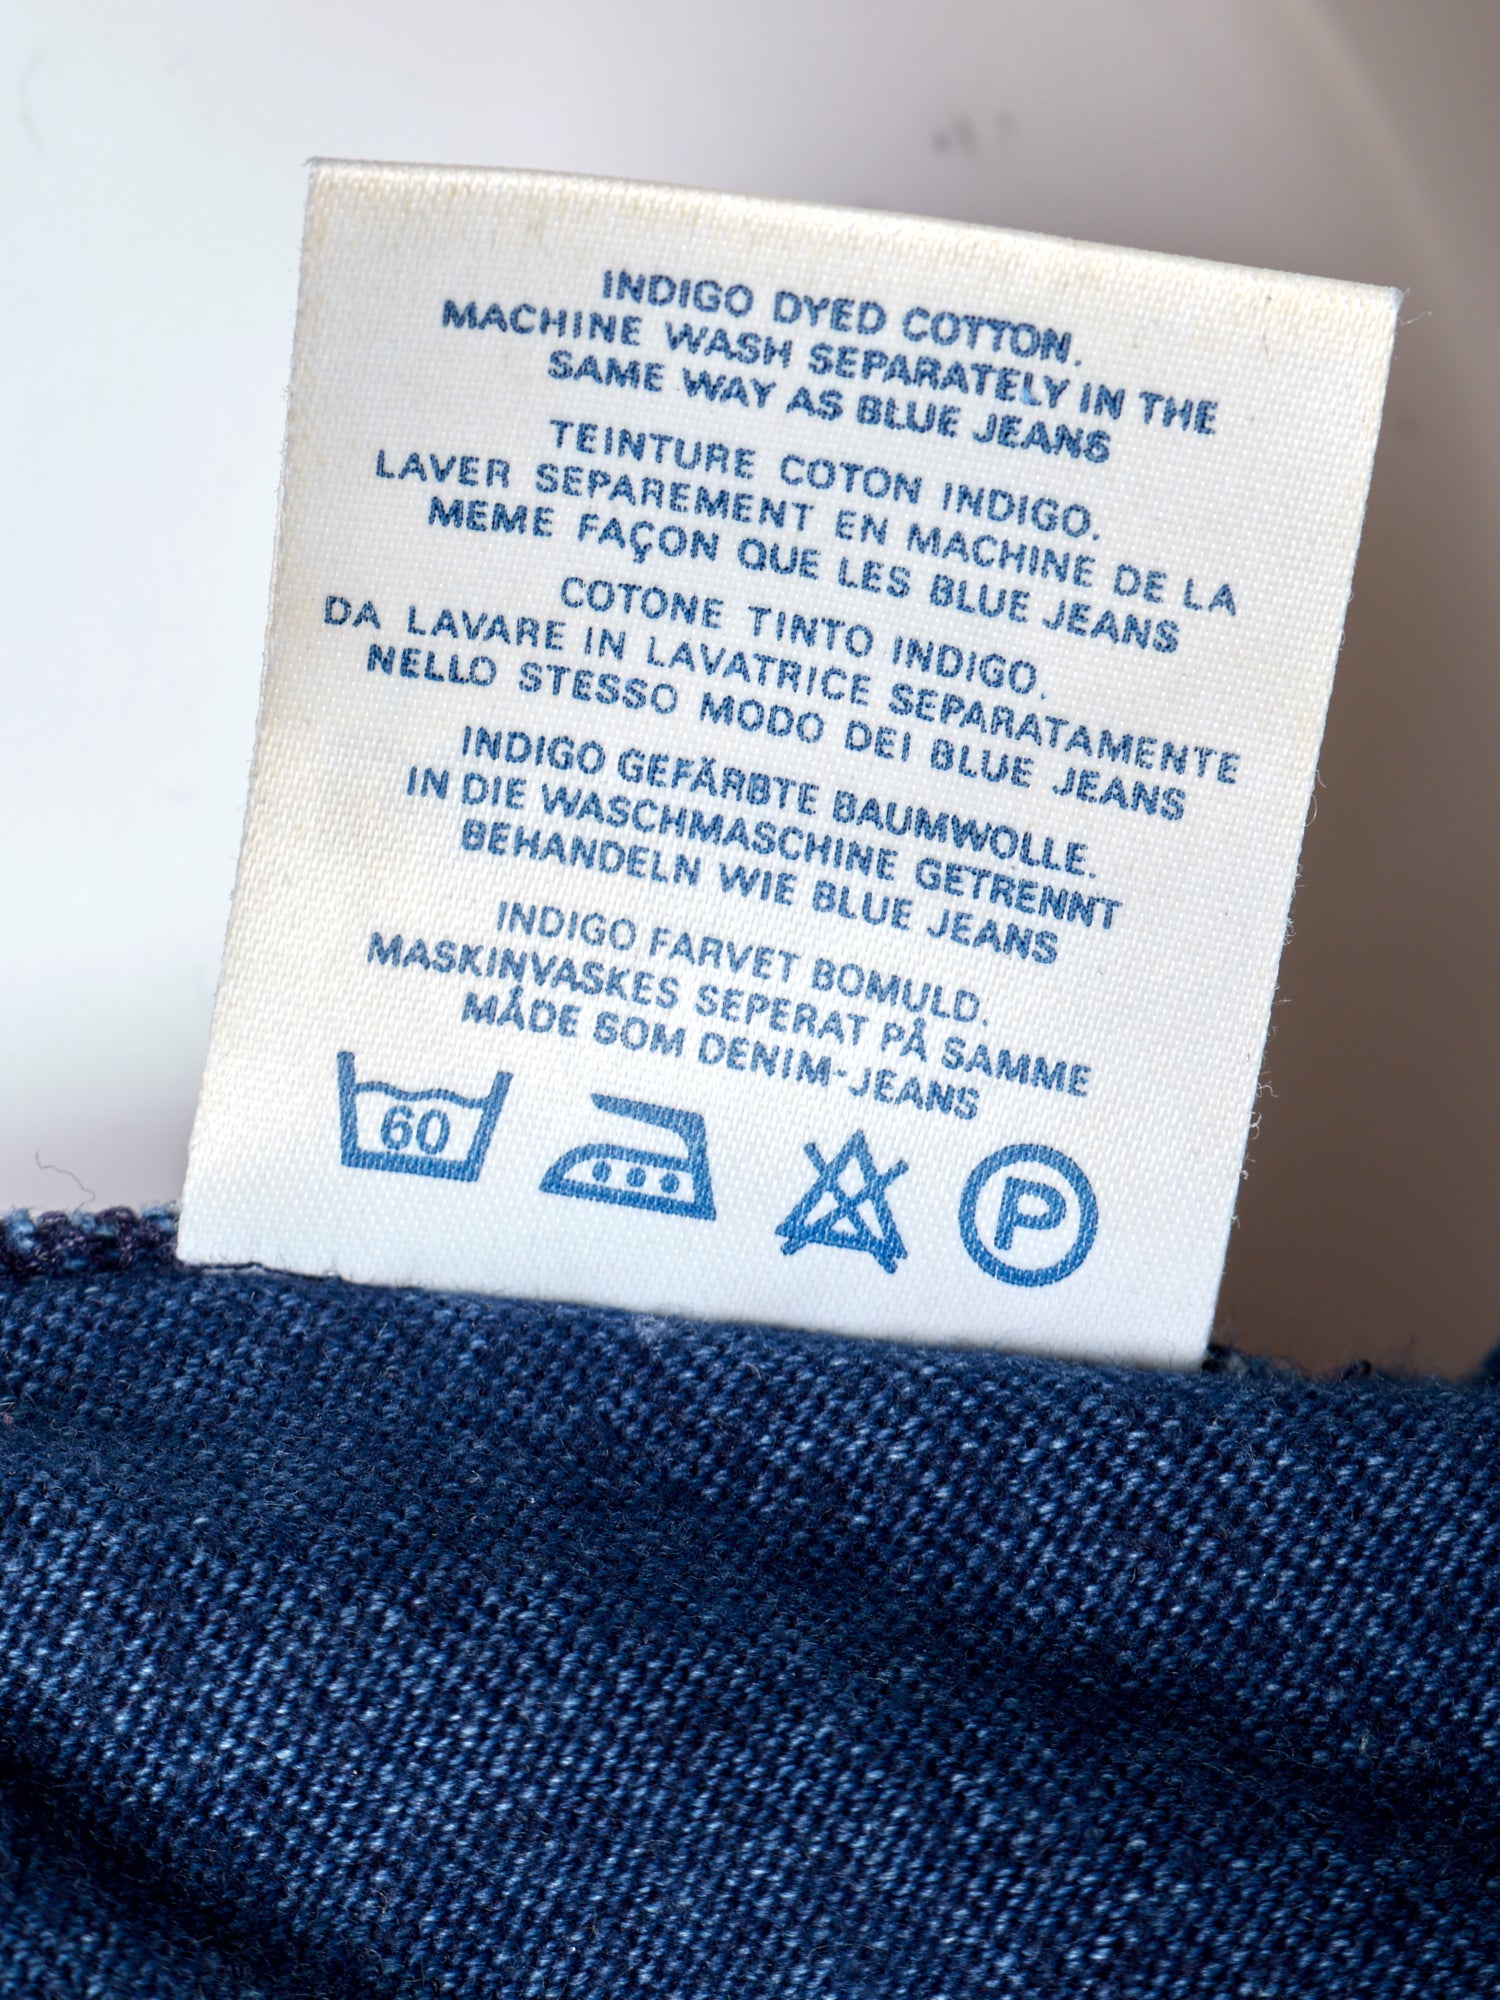 INDIGO DYED COTTON.
MACHINE WASH SEPARATELY IN THE
SAME WAY AS BLUE JEANS
TEINTURE COTON INDIGO.
LAVER SEPAREMENT EN MACHINE DE LA
MEME FAÇON QUE LES BLUE JEANS
COTONE TINTO INDIGO.
DA LAVARE IN LAVATRICE SEPARATAMENTE
NELLO STESSO MODO DEI BLUE JEANS
INDIGO GEFÄRBTE BAUMWOLLE.
IN DIE WASCHMASCHINE GETRENNT
BEHANDELN WIE BLUE JEANS
INDIGO FARVET BOMULD.
MASKINVASKES SEPERAT PÅ SAMME
MÅDE SOM DENIM-JEANS
60 P